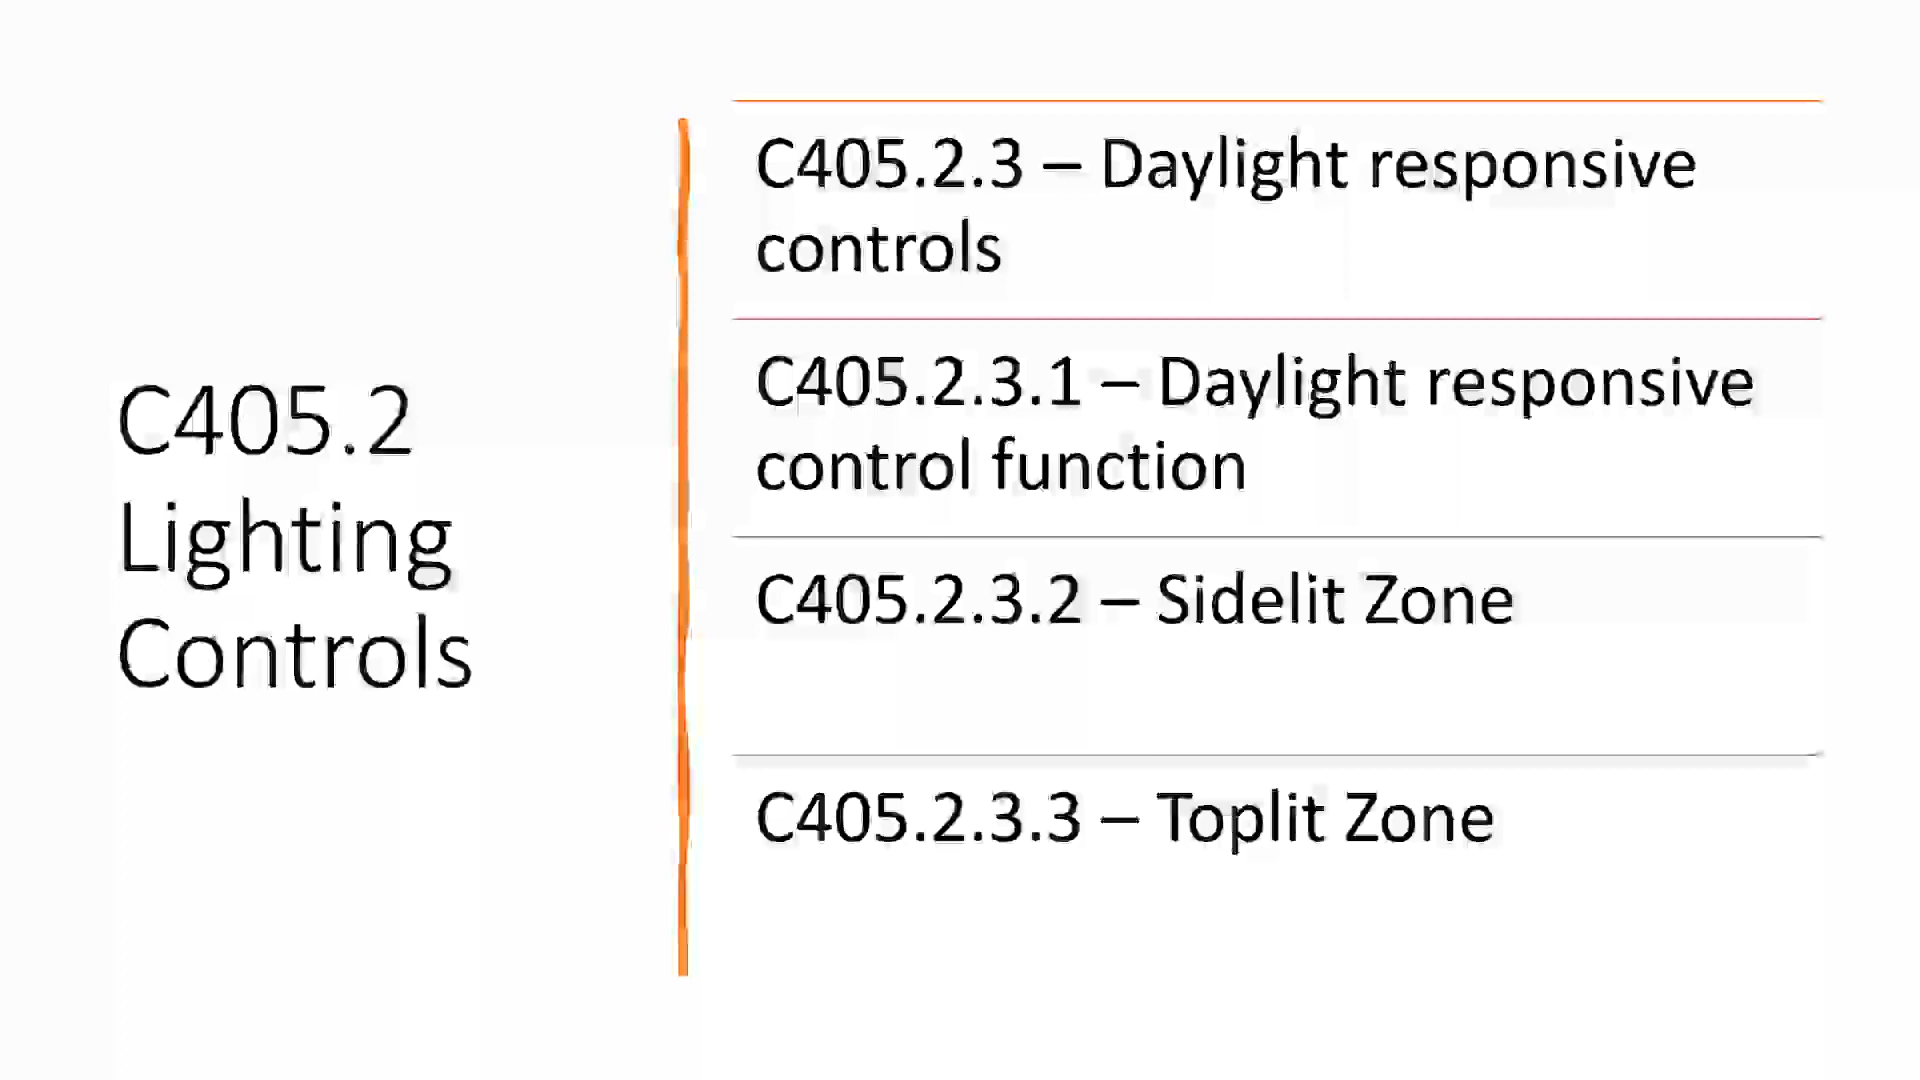 C405.2
Lighting
Controls
C405.2.3 – Daylight responsive
controls
C405.2.3.1 – Daylight responsive
control function
C405.2.3.2 – Sidelit Zone
C405.2.3.3 – Toplit Zone